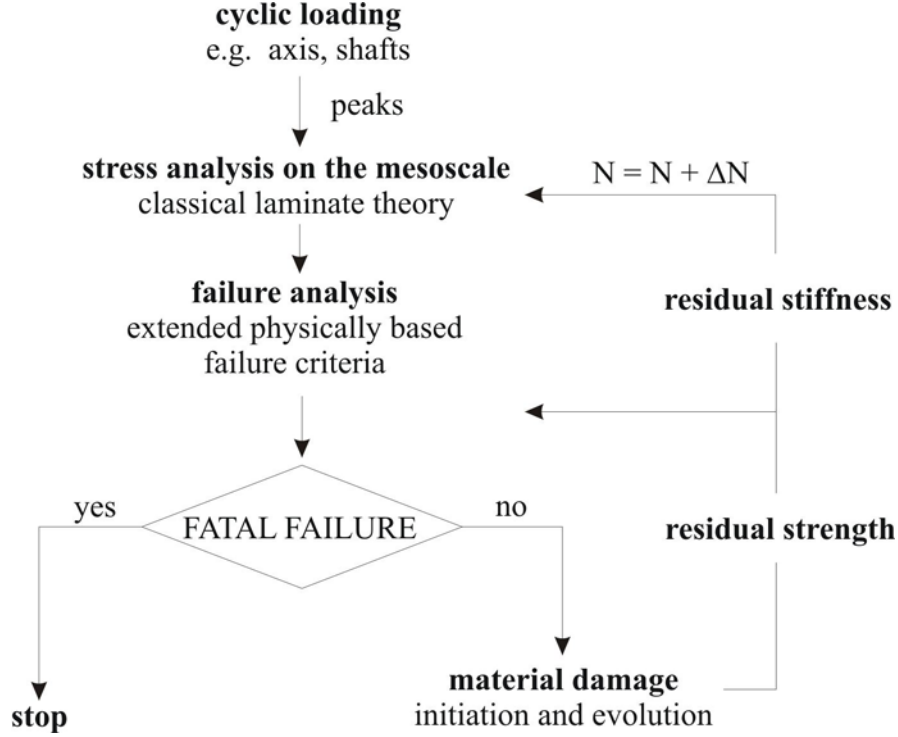 cyclic loading
e.g. axis, shafts
peaks
stress analysis on the mesoscale
classical laminate theory
N = N + ΔN
failure analysis
extended physically based
failure criteria
residual stiffness
yes
FATAL FAILURE
no
residual strength
material damage
initiation and evolution
stop